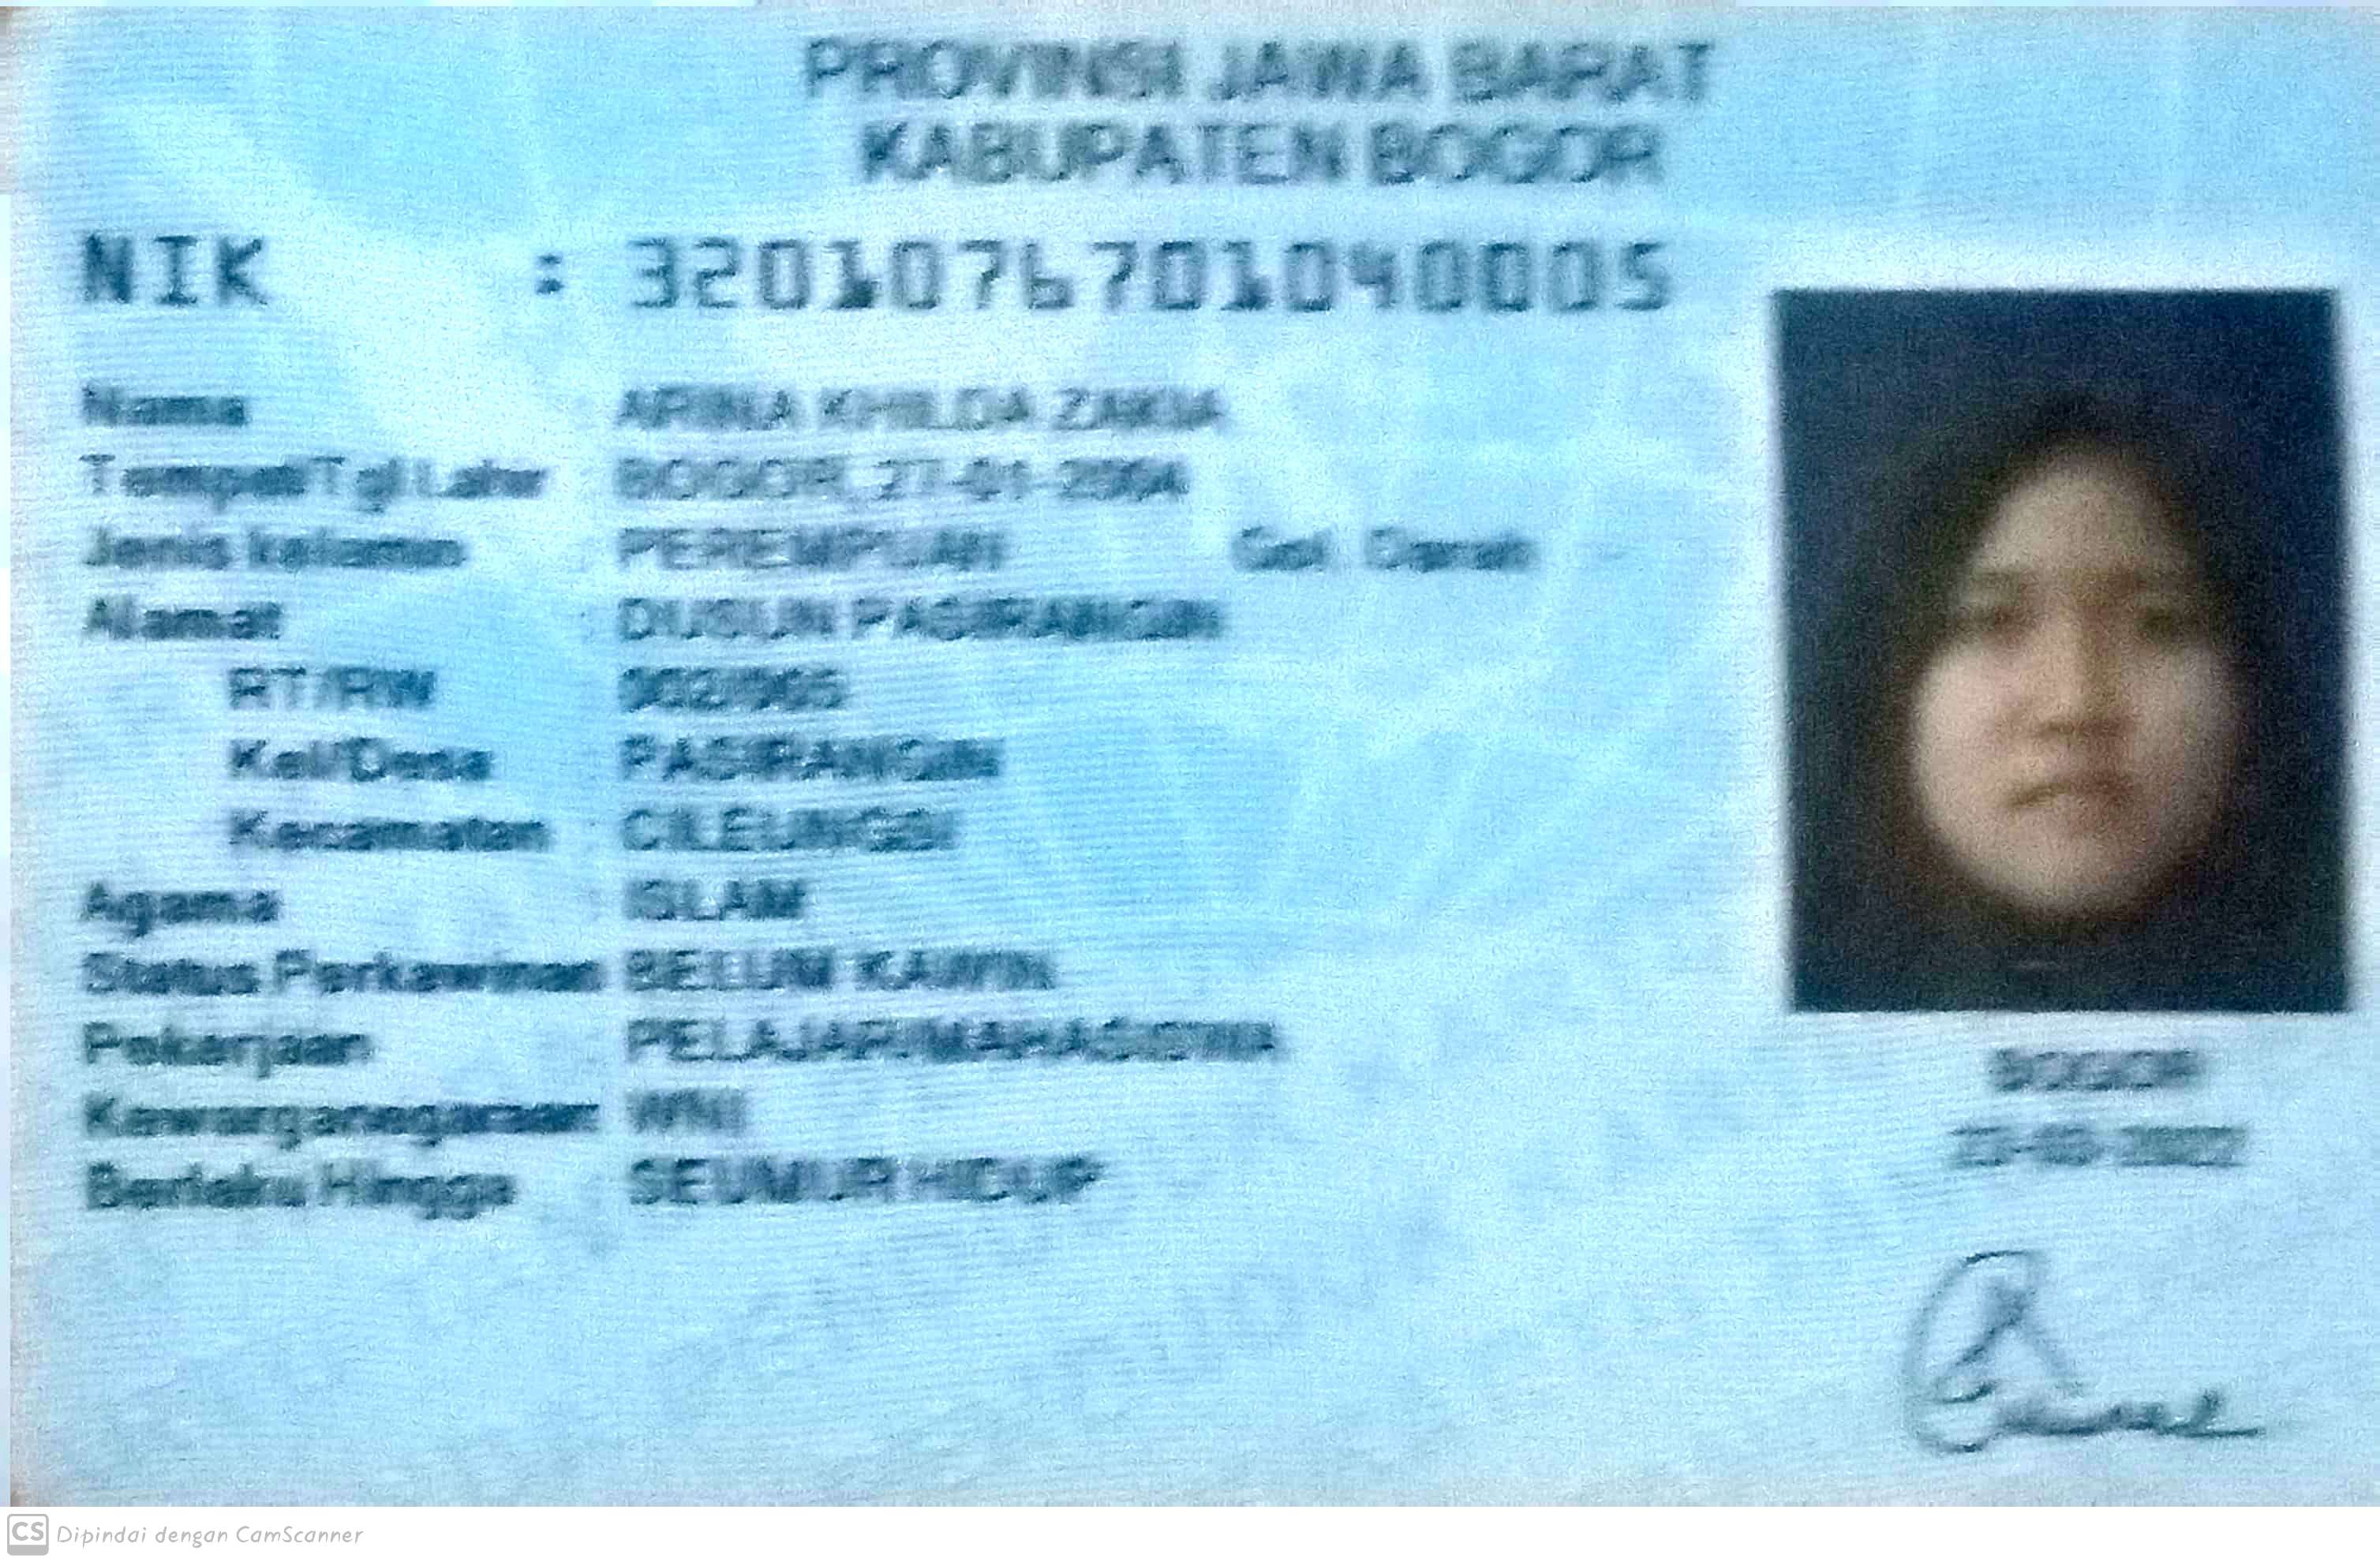 PROVINSI JAWA BARAT
KABUPATEN BOGOR
NIK : 3201076701040005
Nama ARINA KHILDA ZAKIA
Tempat/Tgl Lahir BOGOR, 27-01-2004
Jenis kelamin PEREMPUAN Gol. Darah
Alamat DUSUN PASIRANGIN
RT/RW 002/005
Kel/Desa PASIRANGIN
Kecamatan CILEUNGSI
Agama ISLAM
Status Perkawinan BELUM KAWIN
Pekerjaan PELAJAR/MAHASISWA
Kewarganegaraan WNI
Berlaku Hingga SEUMUR HIDUP
BOGOR
CS Dipindai dengan CamScanner